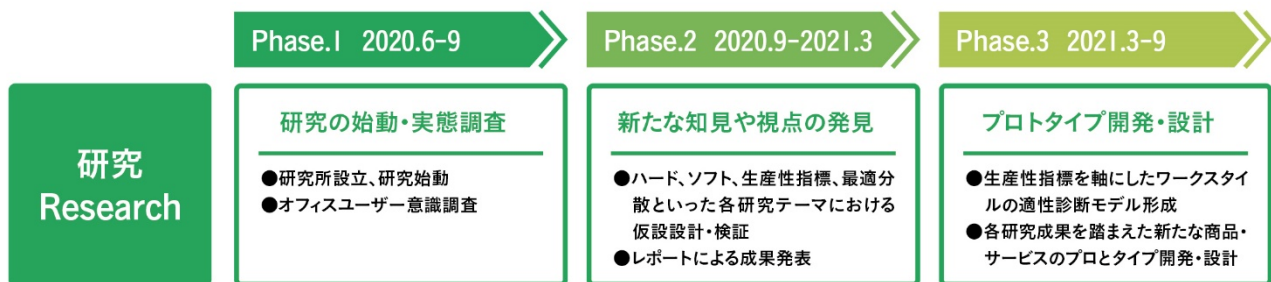 Phase.1 2020.6-9
Phase.2 2020.9-2021.3
Phase.3 2021.3-9
研究
Research
研究の始動・実態調査
●研究所設立、研究始動
●オフィスユーザー意識調査
新たな知見や視点の発見
●ハード、ソフト、生産性指標、最適分
散といった各研究テーマにおける
仮設設計・検証
●レポートによる成果発表
プロトタイプ開発・設計
●生産性指標を軸にしたワークスタイ
ルの適性診断モデル形成
●各研究成果を踏まえた新たな商品・
サービスのプロとタイプ開発・設計